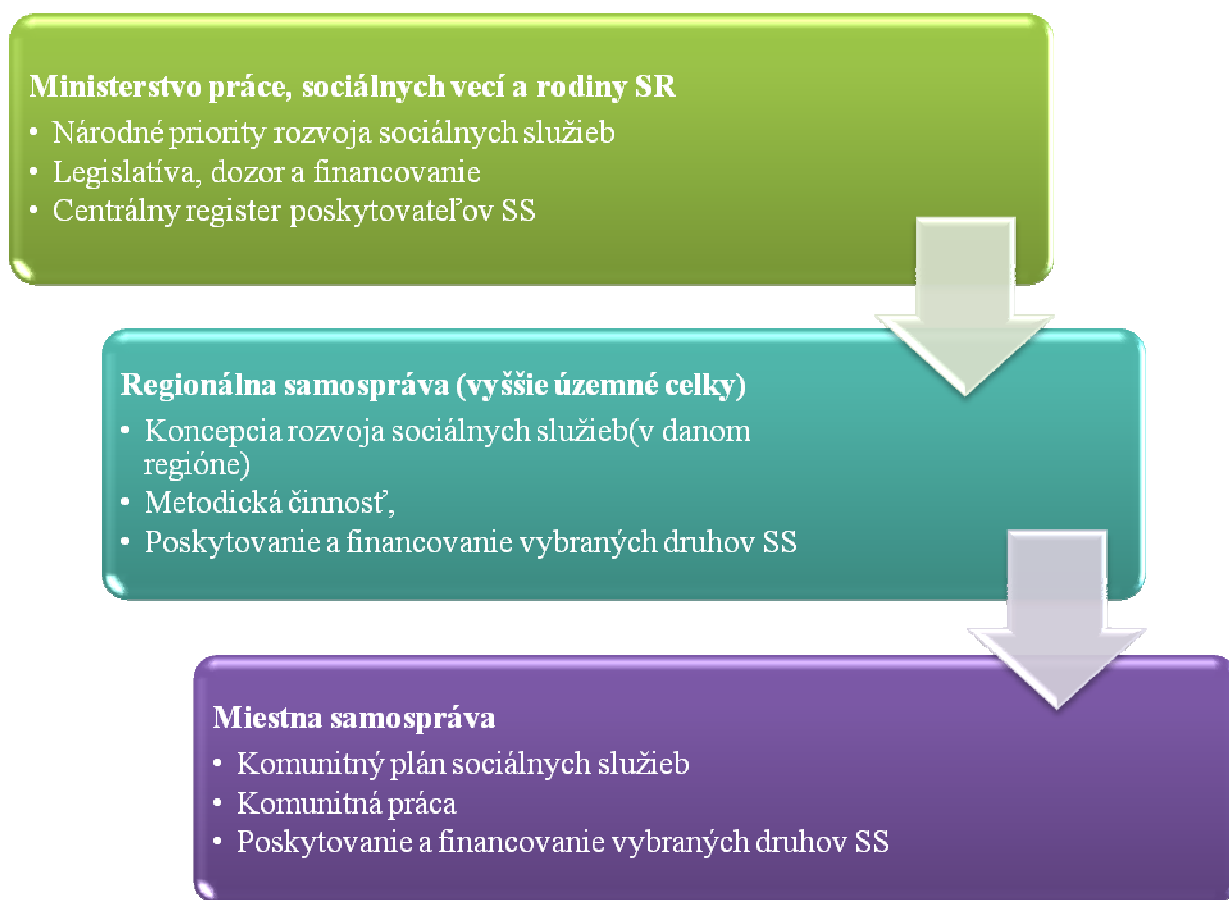 Ministerstvo práce, sociálnych vecí a rodiny SR
• Národné priority rozvoja sociálnych služieb
• Legislatíva, dozor a financovanie
• Centrálny register poskytovateľov SS
Regionálna samospráva (vyššie územné celky)
• Koncepcia rozvoja sociálnych služieb(v danom
regióne)
• Metodická činnosť,
• Poskytovanie a financovanie vybraných druhov SS
Miestna samospráva
• Komunitný plán sociálnych služieb
• Komunitná práca
• Poskytovanie a financovanie vybraných druhov SS